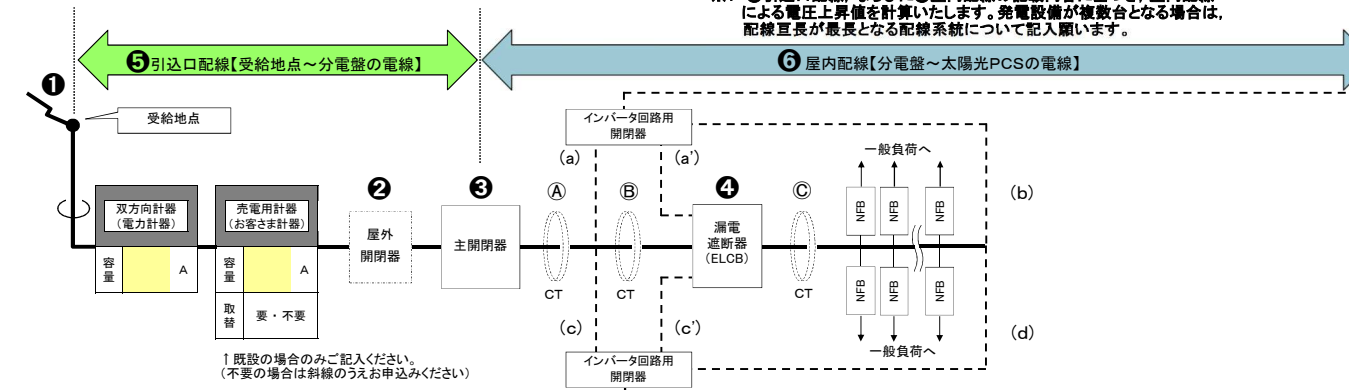 による電圧上昇値を計算いたします。発電設備が複数台となる場合は，
配線亘長が最長となる配線系統について記入願います。
❺引込口配線【受給地点～分電盤の電線】
❻屋内配線【分電盤～太陽光PCSの電線】
❶
受給地点
インバータ回路用
開閉器
(a)
(a')
一般負荷へ
(b)
双方向計器
(電力計器)
容量
A
売電用計器
(お客さま計器)
容量
A
取替
要・不要
❷
屋外
開閉器
❸
主開閉器
Ⓐ
CT
Ⓑ
CT
❹
漏電
遮断器
(ELCB)
Ⓒ
CT
NFB
NFB
NFB
NFB
NFB
NFB
(c)
(c')
(d)
一般負荷へ
インバータ回路用
開閉器
↑既設の場合のみご記入ください。
(不要の場合は斜線のうえお申込みください)